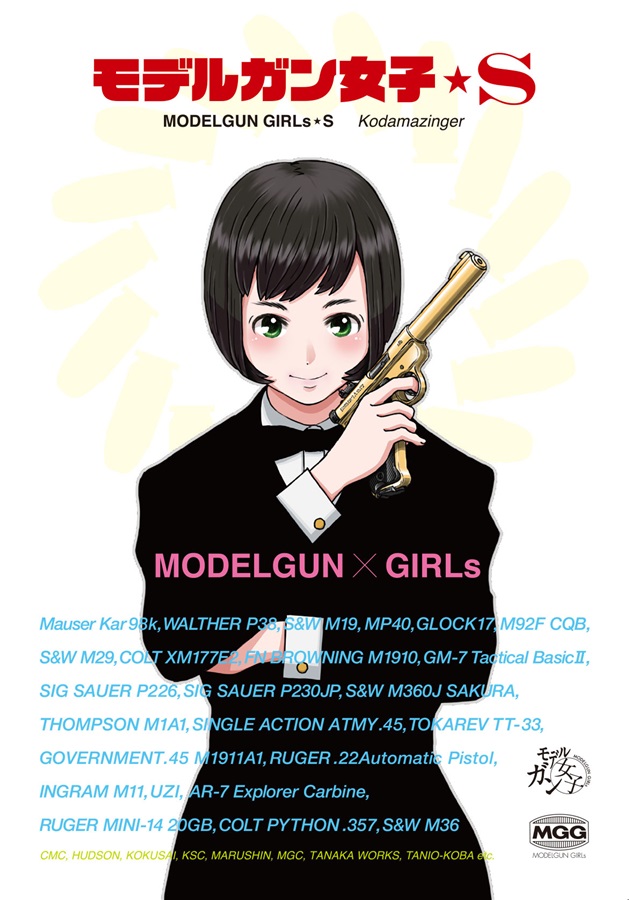 モデルガン女子★S
MODELGUN GIRLs★S Kodamazinger
MODELGUN × GIRLs
Mauser Kar98k, WALTHER P38, S&W M19, MP40, GLOCK17, M92F CQB,
S&W M29, COLT XM177E2, FN BROWNING M1910, GM-7 Tactical BasicⅡ,
SIG SAUER P226, SIG SAUER P230JP, S&W M360J SAKURA,
THOMPSON M1A1, SINGLE ACTION ATMY .45, TOKAREV TT-33,
GOVERNMENT .45 M1911A1, RUGER .22Automatic Pistol,
INGRAM M11, UZI, AR-7 Explorer Carbine,
RUGER MINI-14 20GB, COLT PYTHON .357, S&W M36
CMC, HUDSON, KOKUSAI, KSC, MARUSHIN, MGC, TANAKA WORKS, TANIO-KOBA etc.
モデルガン女子
MODELGUN GIRLs
MGG
MODELGUN GIRLs